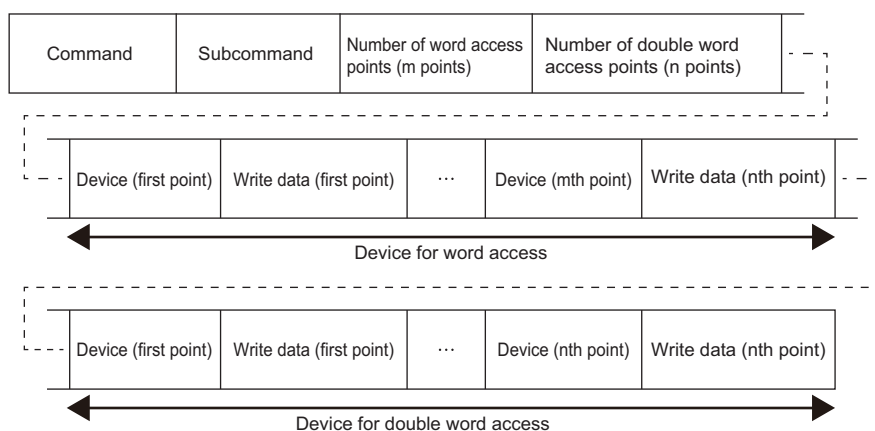 Command
Subcommand
Number of word access
points (m points)
Number of double word
access points (n points)
Device (first point)
Write data (first point)
...
Device (mth point)
Write data (nth point)
Device for word access
Device (first point)
Write data (first point)
...
Device (nth point)
Write data (nth point)
Device for double word access